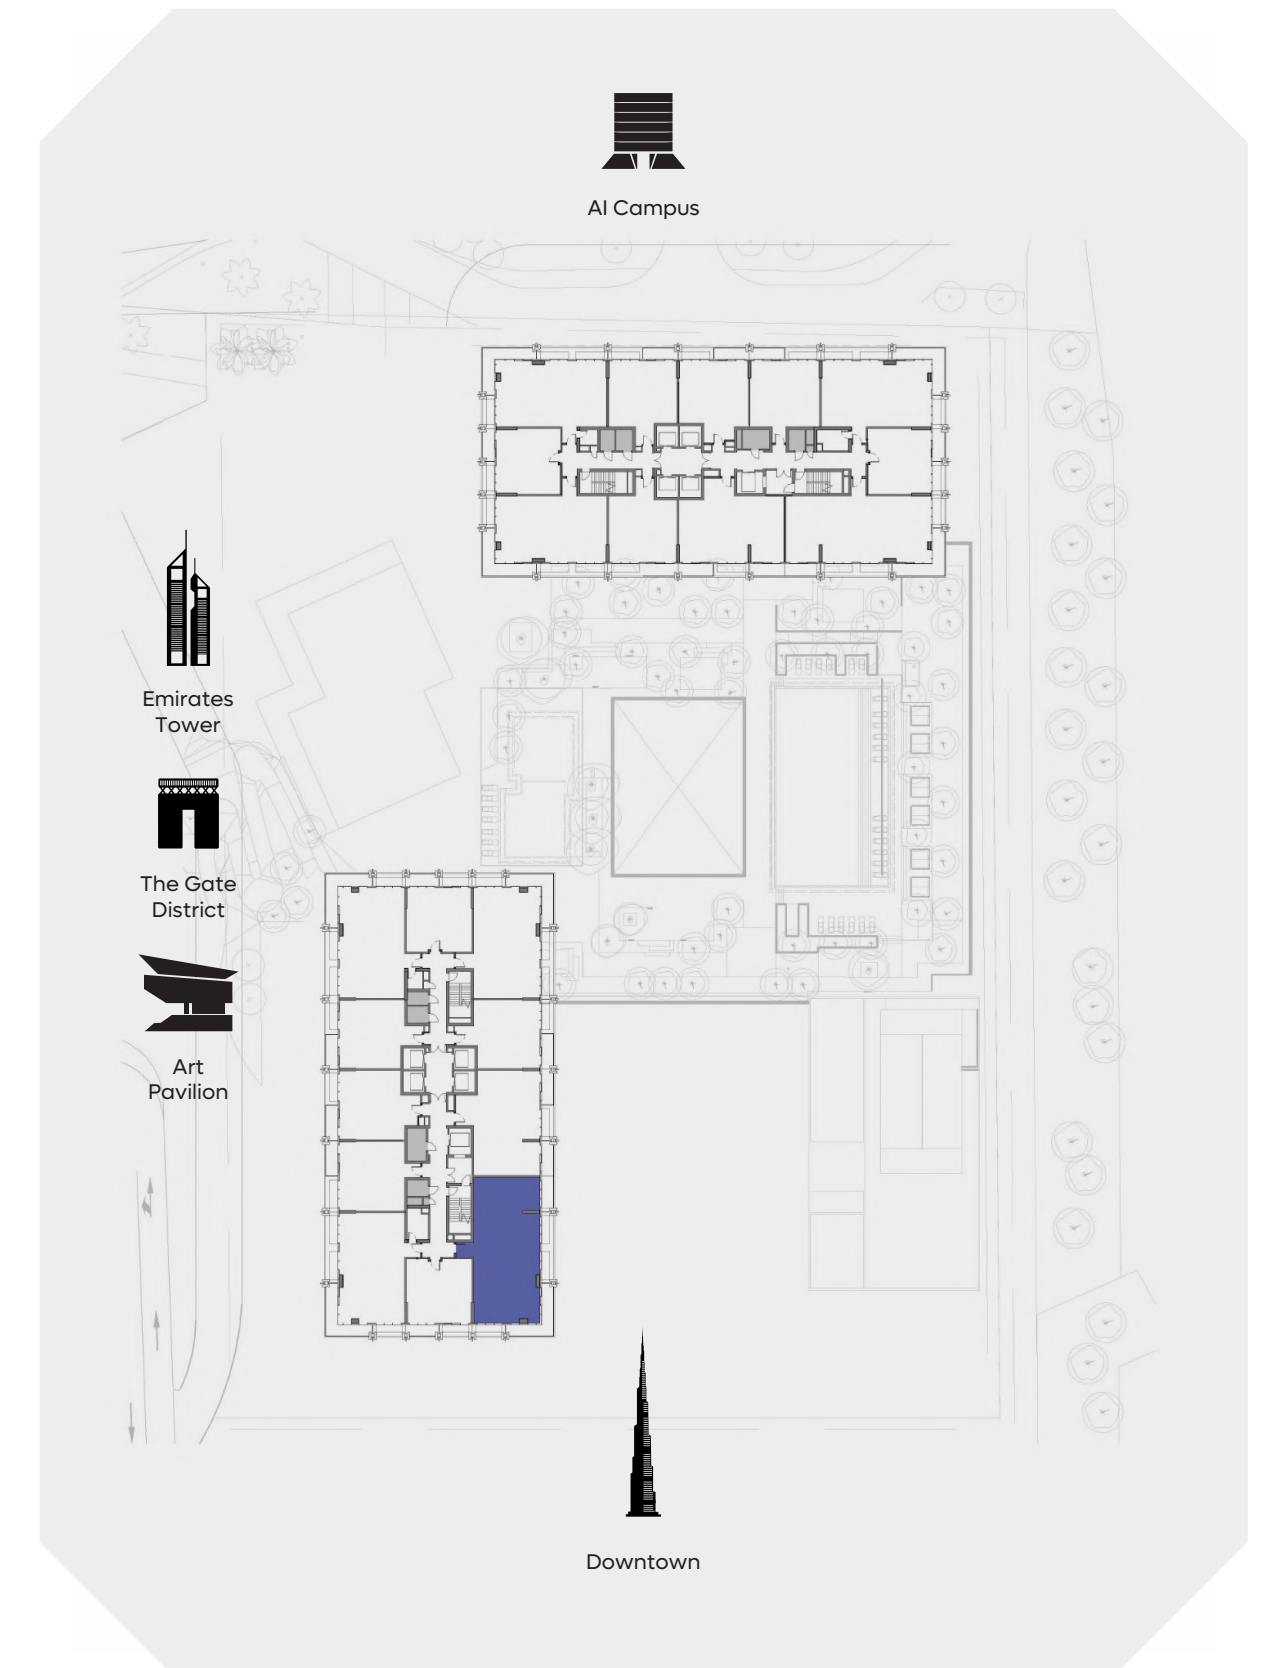 AI Campus
Emirates
Tower
The Gate
District
Art
Pavilion
Downtown